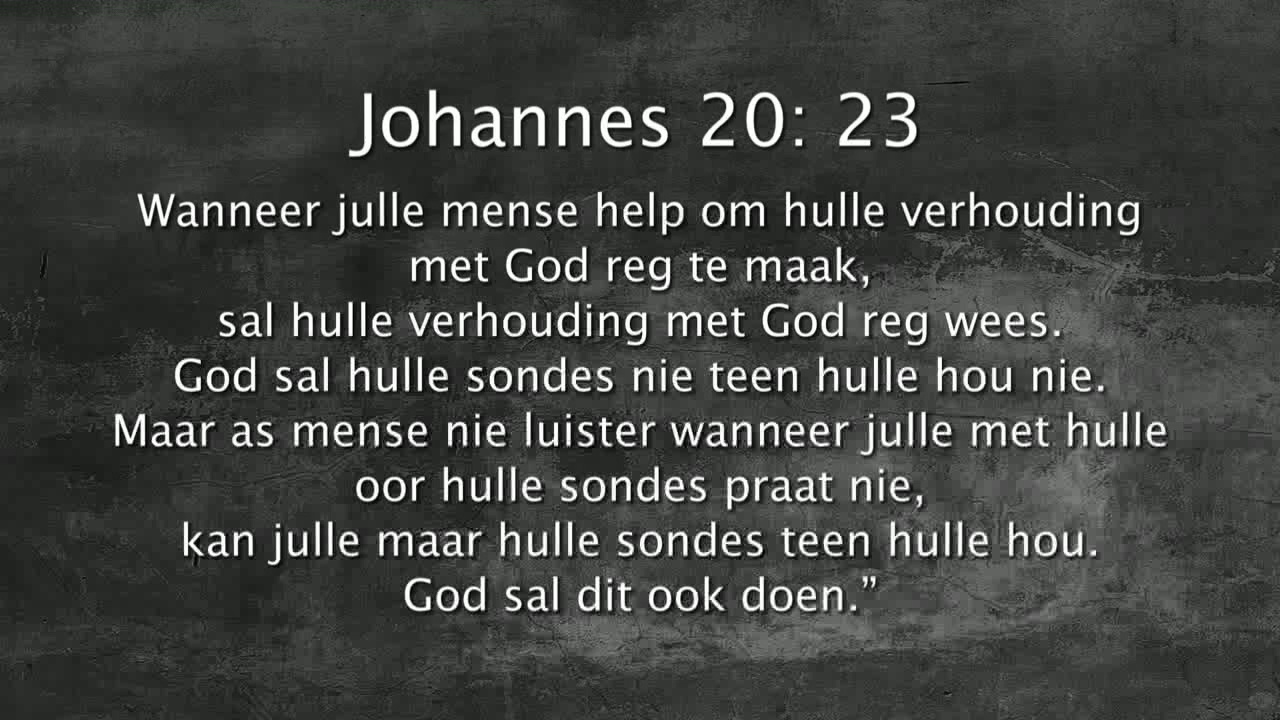 Johannes 20: 23
Wanneer julle mense help om hulle verhouding
met God reg te maak,
sal hulle verhouding met God reg wees.
God sal hulle sondes nie teen hulle hou nie.
Maar as mense nie luister wanneer julle met hulle
oor hulle sondes praat nie,
kan julle maar hulle sondes teen hulle hou.
God sal dit ook doen.”